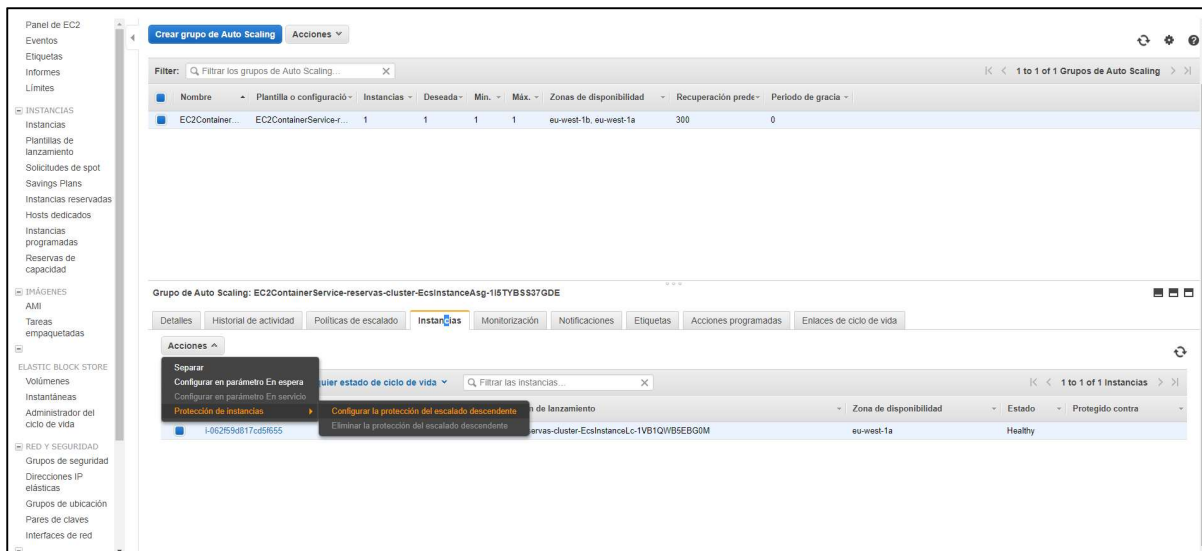 Panel de EC2
Eventos
Etiquetas
Informes
Límites
INSTANCIAS
Instancias
Plantillas de
lanzamiento
Solicitudes de spot
Savings Plans
Instancias reservadas
Hosts dedicados
Instancias
programadas
Reservas de
capacidad
IMÁGENES
AMI
Tareas
empaquetadas
ELASTIC BLOCK STORE
Volúmenes
Instantáneas
Administrador del
ciclo de vida
RED Y SEGURIDAD
Grupos de seguridad
Direcciones IP
elásticas
Grupos de ubicación
Pares de claves
Interfaces de red
Crear grupo de Auto Scaling Acciones
Filter: Filtrar los grupos de Auto Scaling... 1 to 1 of 1 Grupos de Auto Scaling
Nombre Plantilla o configuració Instancias Deseada Mín. Máx. Zonas de disponibilidad Recuperación prede Periodo de gracia
EC2Container... EC2ContainerService-r... 1 1 1 1 eu-west-1b, eu-west-1a 300 0
Grupo de Auto Scaling: EC2ContainerService-reservas-cluster-EcsInstanceAsg-1I5TYBSS37GDE
Detalles Historial de actividad Políticas de escalado Instancias Monitorización Notificaciones Etiquetas Acciones programadas Enlaces de ciclo de vida
Acciones
Separar
Configurar en parámetro En espera
Configurar en parámetro En servicio
Protección de instancias
Configurar la protección del escalado descendente
Eliminar la protección del escalado descendente
uier estado de ciclo de vida Filtrar las instancias... 1 to 1 of 1 Instancias
n de lanzamiento Zona de disponibilidad Estado Protegido contra
i-062f59d817cd5f655 ervas-cluster-EcsInstanceLc-1VB1QWB5EBG0M eu-west-1a Healthy